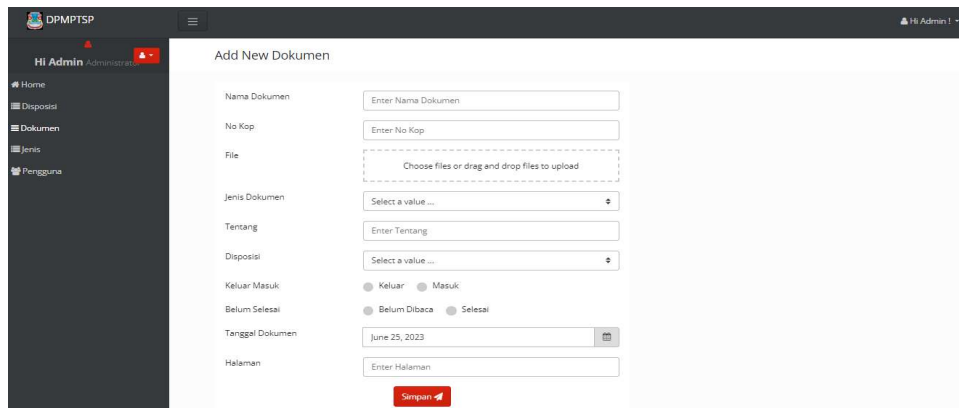 DPMPTSP
Hi Admin !
Hi Admin Administrator
Home
Disposisi
Dokumen
Jenis
Pengguna
Add New Dokumen
Nama Dokumen
Enter Nama Dokumen
No Kop
Enter No Kop
File
Choose files or drag and drop files to upload
Jenis Dokumen
Select a value ...
Tentang
Enter Tentang
Disposisi
Select a value ...
Keluar Masuk
Keluar Masuk
Belum Selesai
Belum Dibaca Selesai
Tanggal Dokumen
June 25, 2023
Halaman
Enter Halaman
Simpan